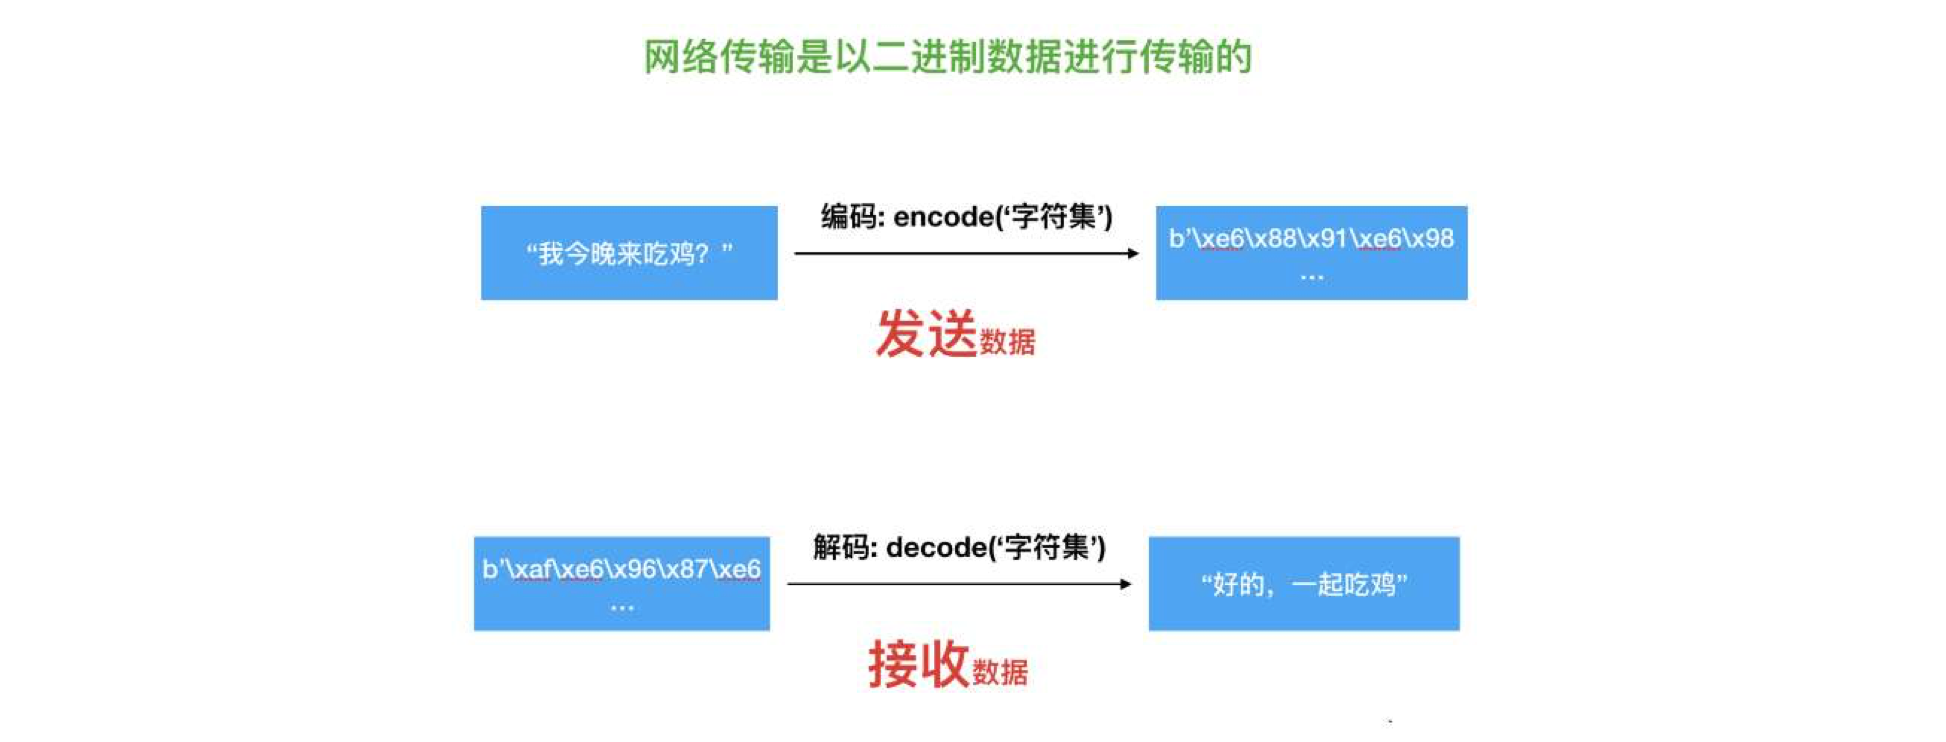 网络传输是以二进制数据进行传输的
“我今晚来吃鸡？”
编码: encode(‘字符集’)
b’\xe6\x88\x91\xe6\x98
...
发送数据
b’\xaf\xe6\x96\x87\xe6
...
解码: decode(‘字符集’)
“好的，一起吃鸡”
接收数据